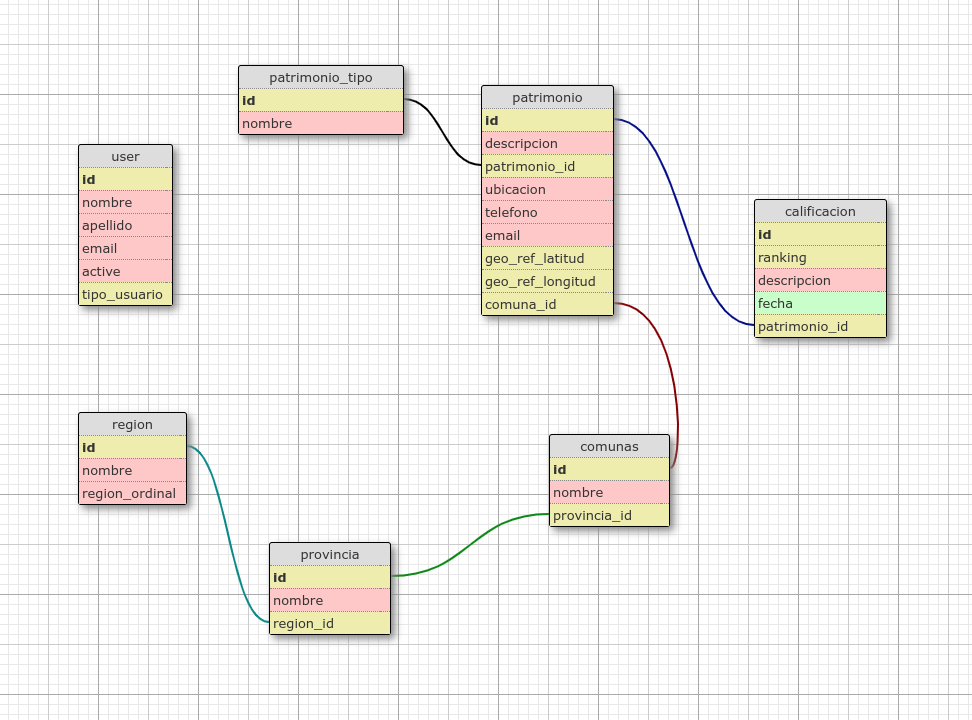 patrimonio_tipo
id
nombre
patrimonio
id
descripcion
patrimonio_id
ubicacion
telefono
email
geo_ref_latitud
geo_ref_longitud
comuna_id
user
id
nombre
apellido
email
active
tipo_usuario
calificacion
id
ranking
descripcion
fecha
patrimonio_id
region
id
nombre
region_ordinal
comunas
id
nombre
provincia_id
provincia
id
nombre
region_id